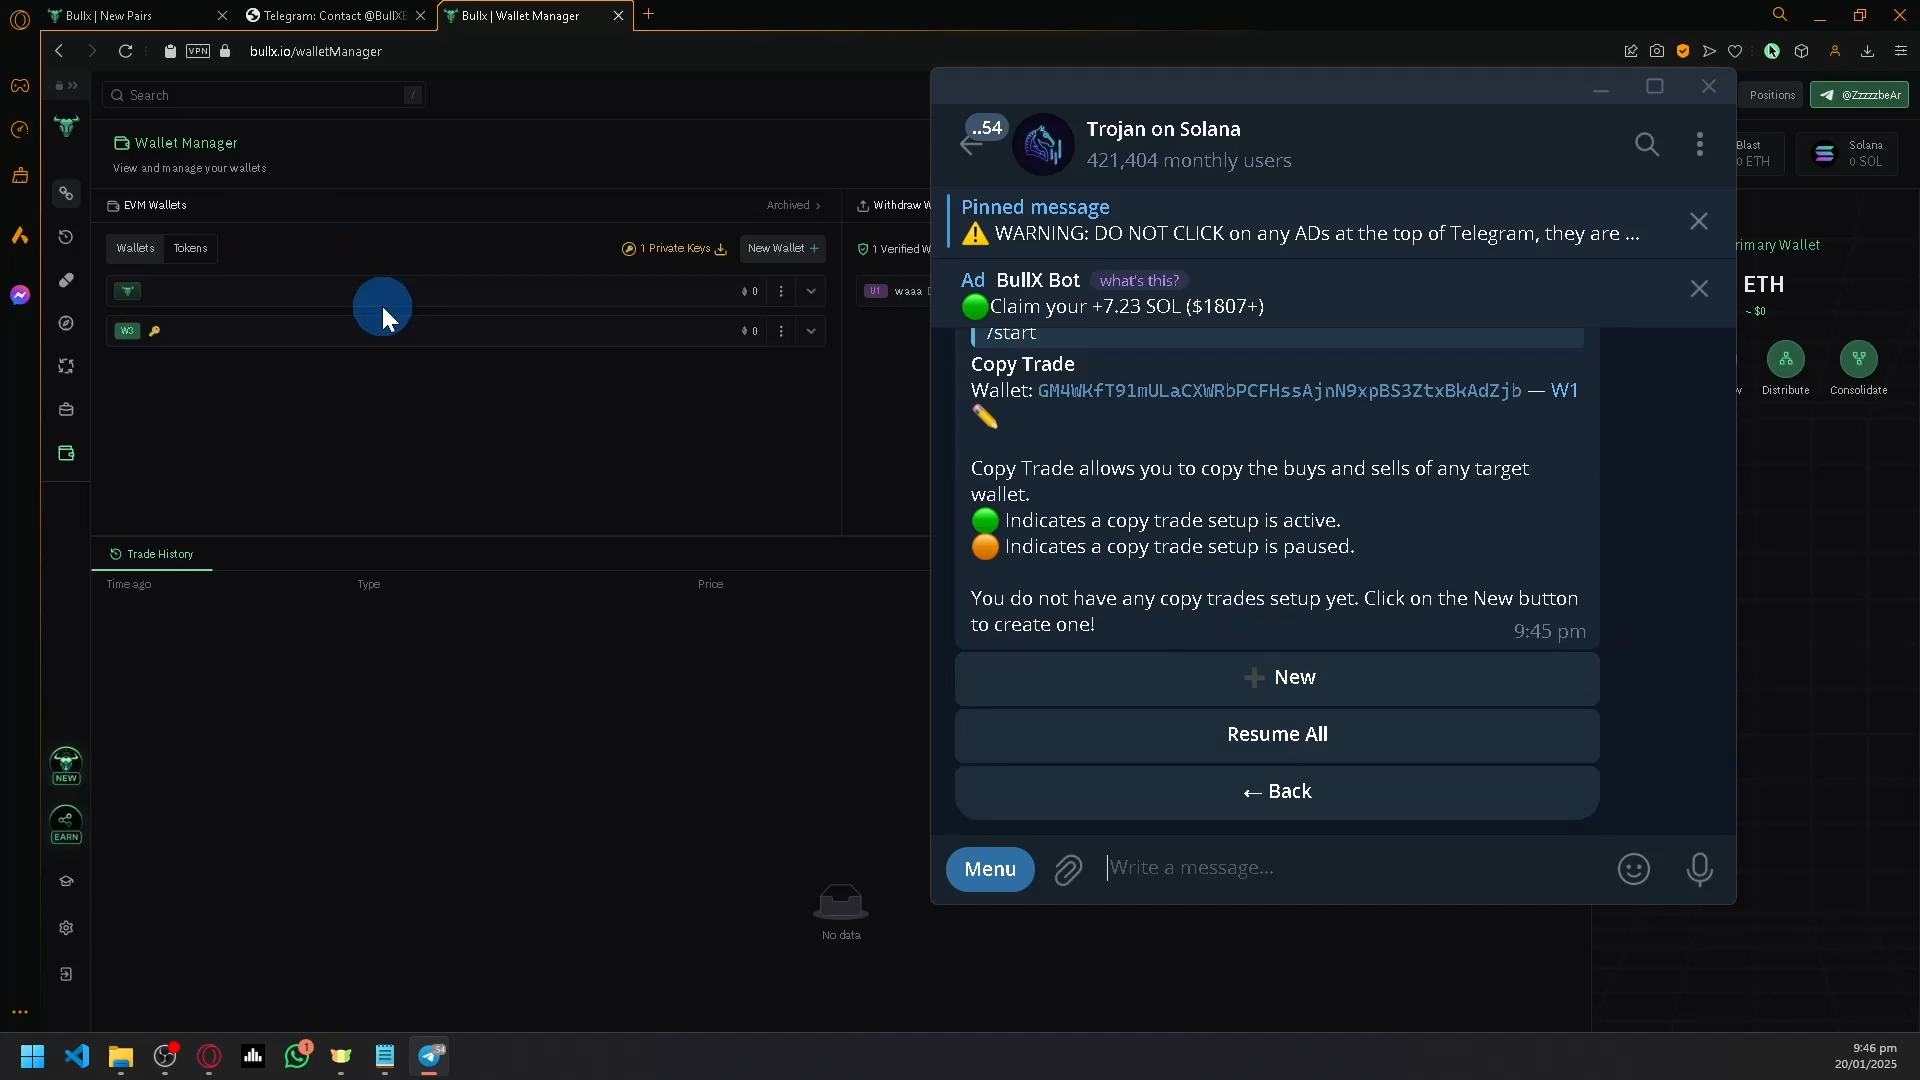 Bullx | New Pairs
Telegram: Contact @BullXB
Bullx | Wallet Manager
VPN
bullx.io/walletManager
Search
/
Positions
@ZzzzzbeAr
Wallet Manager
View and manage your wallets
Blast
0 ETH
Solana
0 SOL
EVM Wallets
Archived
Withdraw W
Wallets
Tokens
1 Private Keys
New Wallet +
1 Verified W
0
U1
waaa
W3
0
rimary Wallet
ETH
~ $0
w
Distribute
Consolidate
Trade History
Time ago
Type
Price
No data
NEW
EARN
..54
Trojan on Solana
421,404 monthly users
Pinned message
⚠️ WARNING: DO NOT CLICK on any ADs at the top of Telegram, they are ...
Ad BullX Bot what's this?
🟢Claim your +7.23 SOL ($1807+)
/start
Copy Trade
Wallet: GM4WKfT91mULaCXWRbPCFHssAjnN9xpBS3ZtxBkAdZjb — W1
✏️
Copy Trade allows you to copy the buys and sells of any target
wallet.
🟢 Indicates a copy trade setup is active.
🟠 Indicates a copy trade setup is paused.
You do not have any copy trades setup yet. Click on the New button
to create one!
9:45 pm
➕ New
Resume All
← Back
Menu
Write a message...
1
54
9:46 pm
20/01/2025